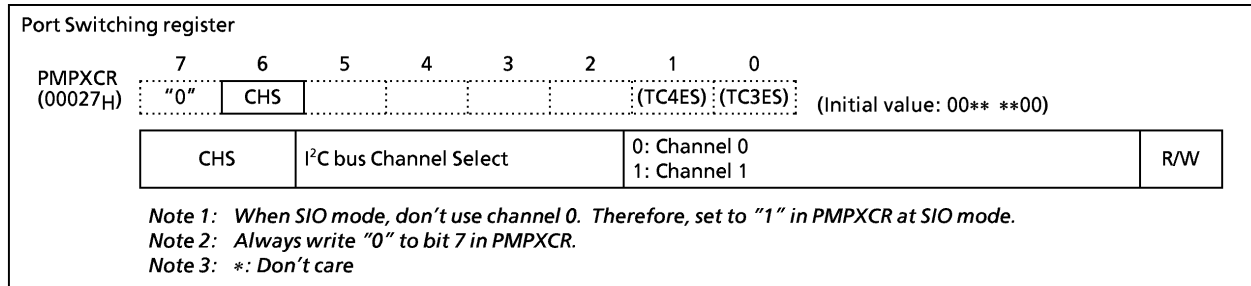 Port Switching register
7 6 5 4 3 2 1 0
PMPXCR
(00027H) "0" CHS (TC4ES) (TC3ES) (Initial value: 00** **00)
CHS I²C bus Channel Select 0: Channel 0 R/W
1: Channel 1
Note 1: When SIO mode, don't use channel 0. Therefore, set to "1" in PMPXCR at SIO mode.
Note 2: Always write "0" to bit 7 in PMPXCR.
Note 3: *: Don't care